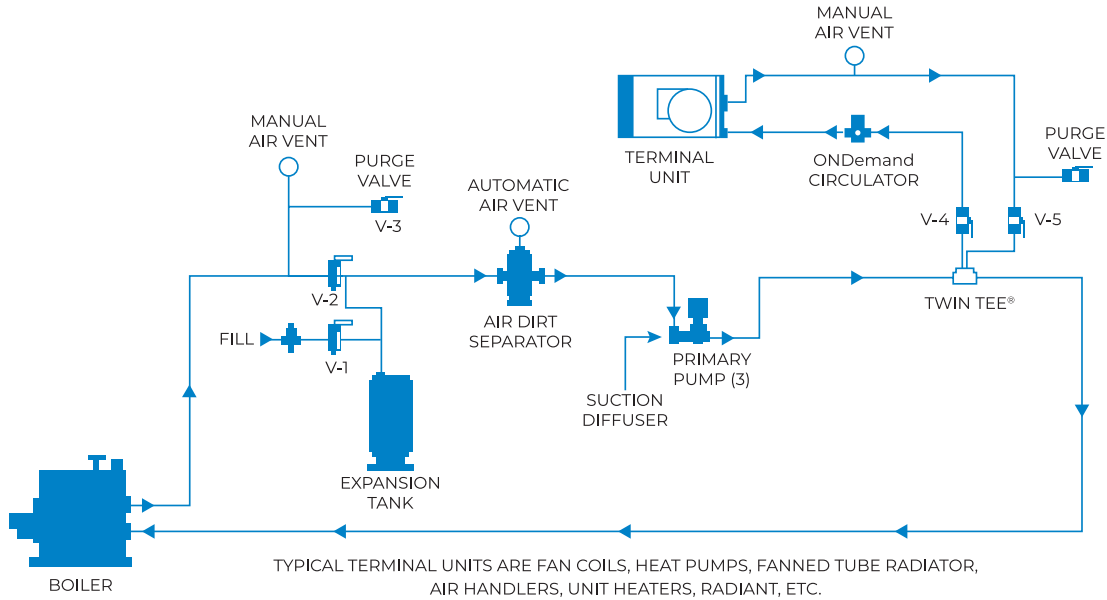 MANUAL
AIR VENT
MANUAL
AIR VENT
PURGE
VALVE
V-3
AUTOMATIC
AIR VENT
TERMINAL
UNIT
ONDemand
CIRCULATOR
PURGE
VALVE
V-4
V-5
V-2
AIR DIRT
SEPARATOR
TWIN TEE®
FILL
V-1
PRIMARY
PUMP (3)
SUCTION
DIFFUSER
EXPANSION
TANK
BOILER
TYPICAL TERMINAL UNITS ARE FAN COILS, HEAT PUMPS, FANNED TUBE RADIATOR,
AIR HANDLERS, UNIT HEATERS, RADIANT, ETC.